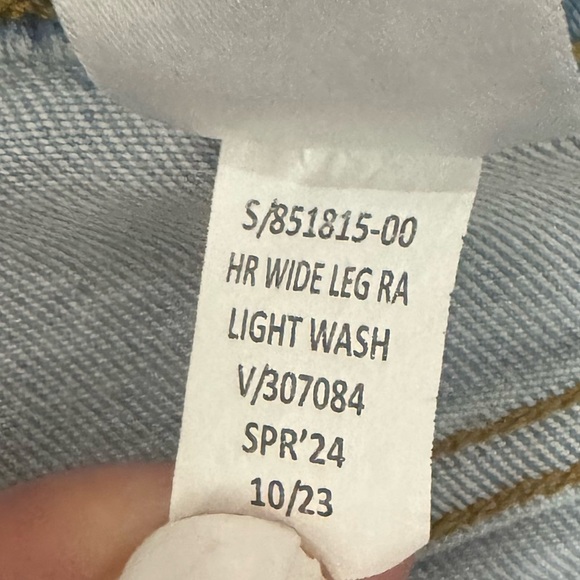 S/851815-00
HR WIDE LEG RA
LIGHT WASH
V/307084
SPR'24
10/23